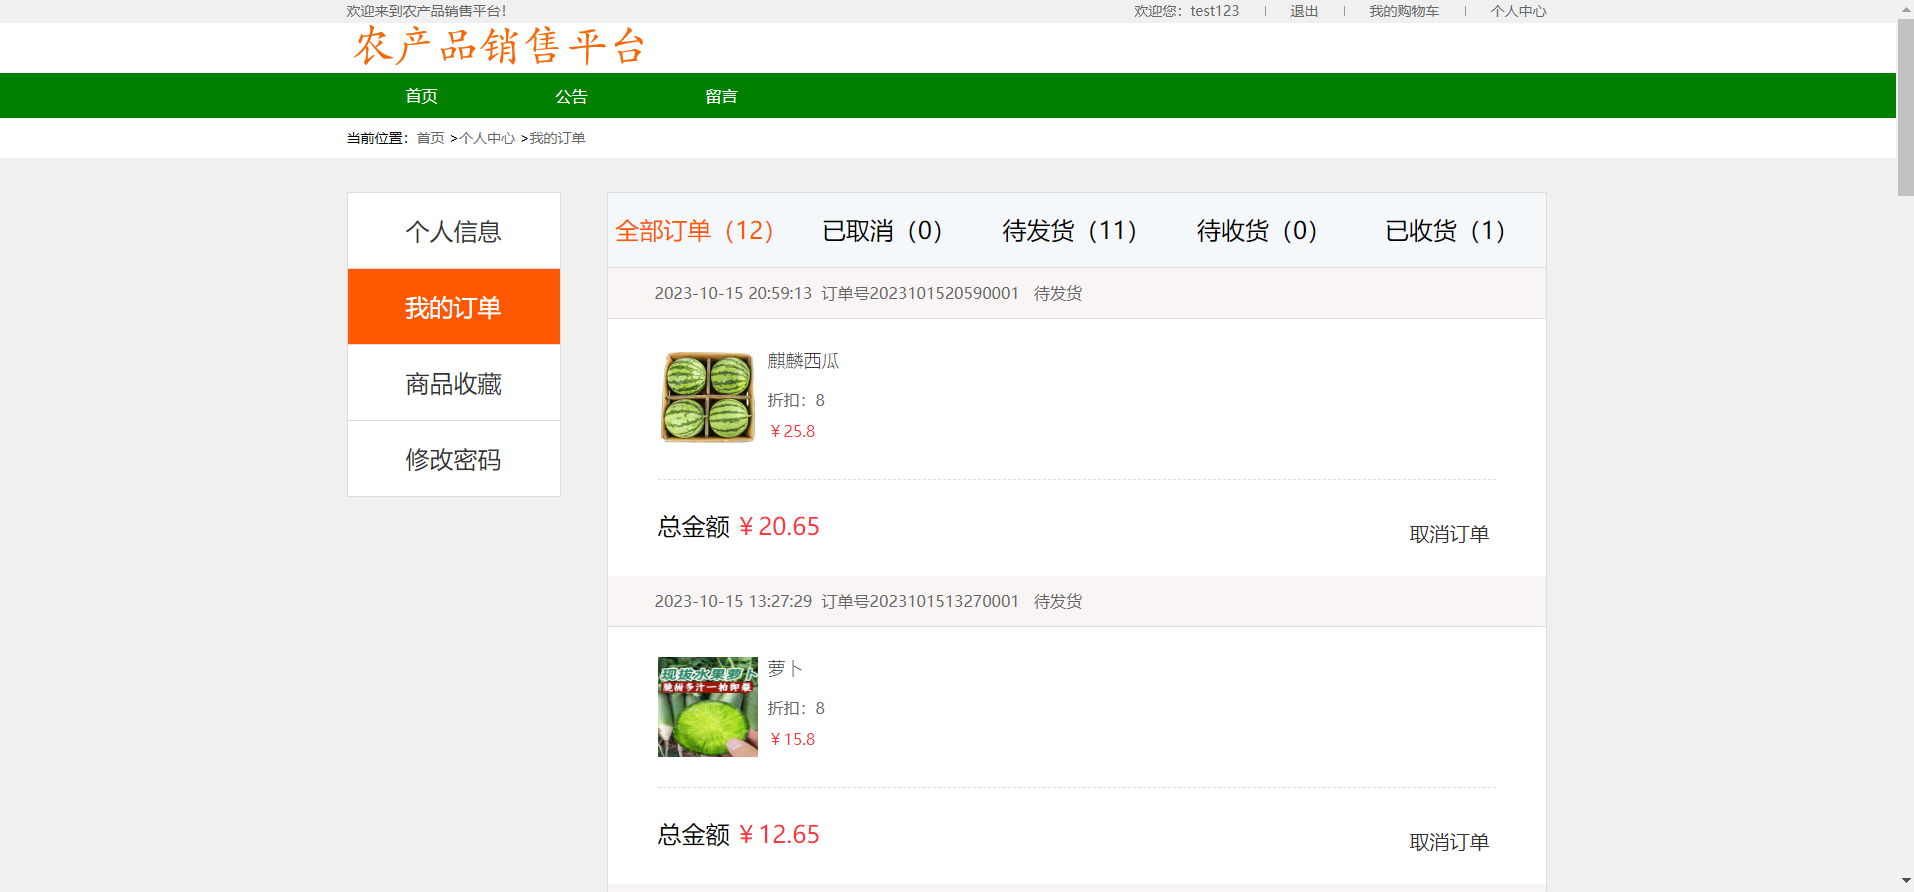 欢迎来到农产品销售平台!
欢迎您：test123 | 退出 | 我的购物车 | 个人中心
农产品销售平台
首页 公告 留言
当前位置：首页 >个人中心 >我的订单
个人信息
我的订单
商品收藏
修改密码
全部订单（12） 已取消（0） 待发货（11） 待收货（0） 已收货（1）
2023-10-15 20:59:13 订单号2023101520590001 待发货
麒麟西瓜
折扣：8
￥25.8
总金额 ￥20.65
取消订单
2023-10-15 13:27:29 订单号2023101513270001 待发货
现拔水果萝卜
脆甜多汁一拍即裂
萝卜
折扣：8
￥15.8
总金额 ￥12.65
取消订单